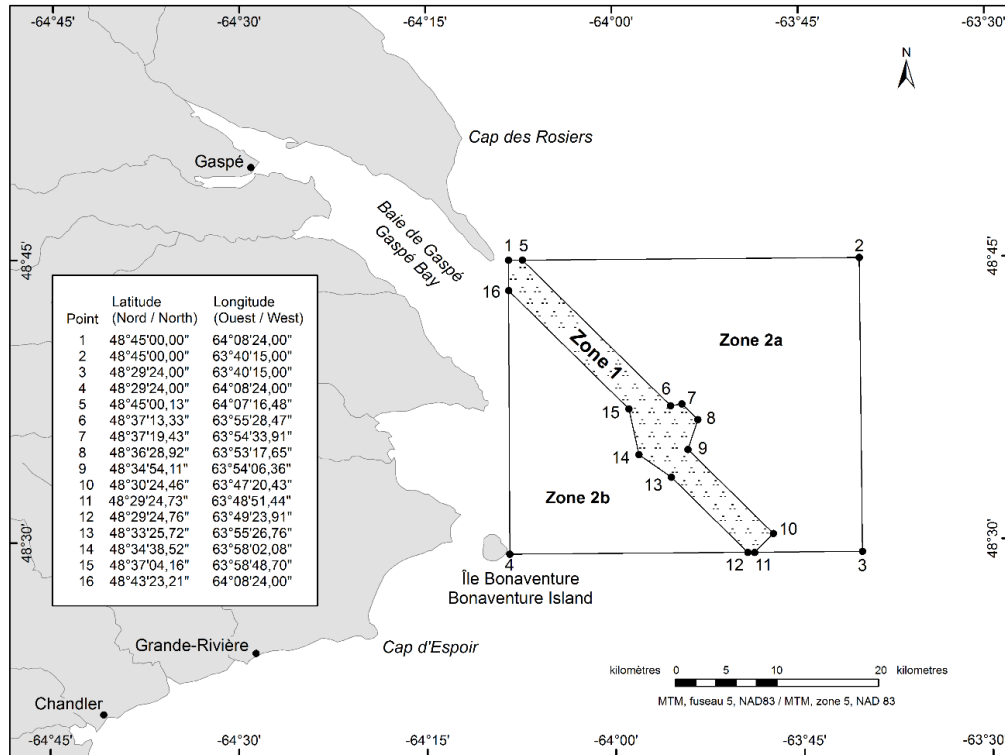 -64°45' -64°30' -64°15' -64°00' -63°45' -63°30'
N
Cap des Rosiers
Gaspé
Baie de Gaspé
Gaspé Bay
48°45' 48°45'
1 5 2
16
Zone 1
Zone 2a
6 7
8
15
9
14
13
Zone 2b
10
48°30' 48°30'
4 12 11 3
Latitude Longitude
Point (Nord / North) (Ouest / West)
1 48°45'00,00" 64°08'24,00"
2 48°45'00,00" 63°40'15,00"
3 48°29'24,00" 63°40'15,00"
4 48°29'24,00" 64°08'24,00"
5 48°45'00,13" 64°07'16,48"
6 48°37'13,33" 63°55'28,47"
7 48°37'19,43" 63°54'33,91"
8 48°36'28,92" 63°53'17,65"
9 48°34'54,11" 63°54'06,36"
10 48°30'24,46" 63°47'20,43"
11 48°29'24,73" 63°48'51,44"
12 48°29'24,76" 63°49'23,91"
13 48°33'25,72" 63°55'26,76"
14 48°34'38,52" 63°58'02,08"
15 48°37'04,16" 63°58'48,70"
16 48°43'23,21" 64°08'24,00"
Île Bonaventure
Bonaventure Island
Grande-Rivière
Cap d'Espoir
Chandler
kilomètres 0 5 10 20 kilometres
MTM, fuseau 5, NAD83 / MTM, zone 5, NAD 83
-64°45' -64°30' -64°15' -64°00' -63°45' -63°30'